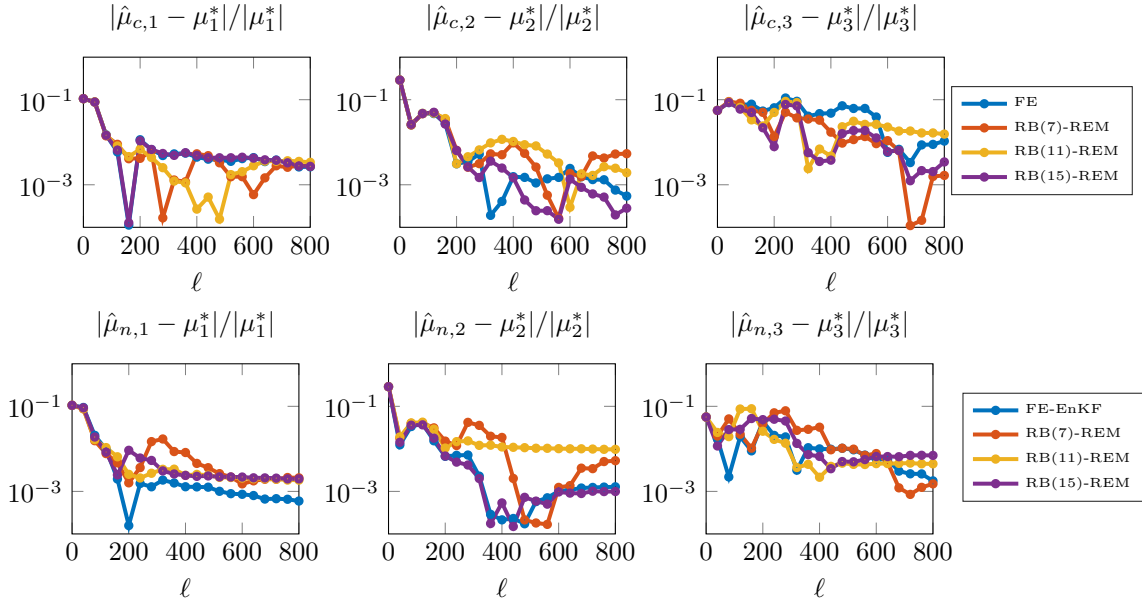 |μ̂_{c,1} − μ_1^*|/|μ_1^*|
|μ̂_{c,2} − μ_2^*|/|μ_2^*|
|μ̂_{c,3} − μ_3^*|/|μ_3^*|
10^{−1}
10^{−3}
0 200 400 600 800
ℓ
10^{−1}
10^{−3}
0 200 400 600 800
ℓ
10^{−1}
10^{−3}
0 200 400 600 800
ℓ
FE
RB(7)-REM
RB(11)-REM
RB(15)-REM
|μ̂_{n,1} − μ_1^*|/|μ_1^*|
|μ̂_{n,2} − μ_2^*|/|μ_2^*|
|μ̂_{n,3} − μ_3^*|/|μ_3^*|
10^{−1}
10^{−3}
0 200 400 600 800
ℓ
10^{−1}
10^{−3}
0 200 400 600 800
ℓ
10^{−1}
10^{−3}
0 200 400 600 800
ℓ
FE-EnKF
RB(7)-REM
RB(11)-REM
RB(15)-REM